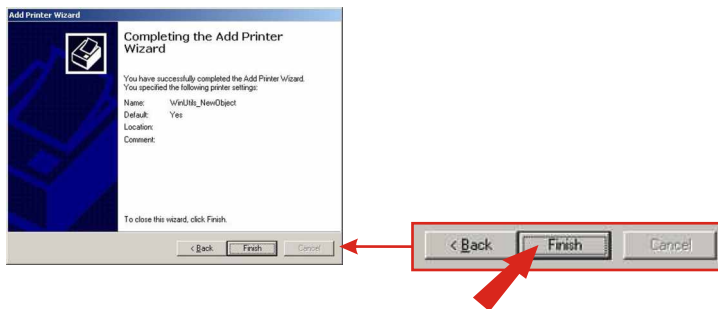 Add Printer Wizard
Completing the Add Printer
Wizard
You have successfully completed the Add Printer Wizard.
You specified the following printer settings:
Name: WinUtils_NewObject
Default: Yes
Location:
Comment:
To close this wizard, click Finish.
< Back Finish Cancel
< Back Finish Cancel